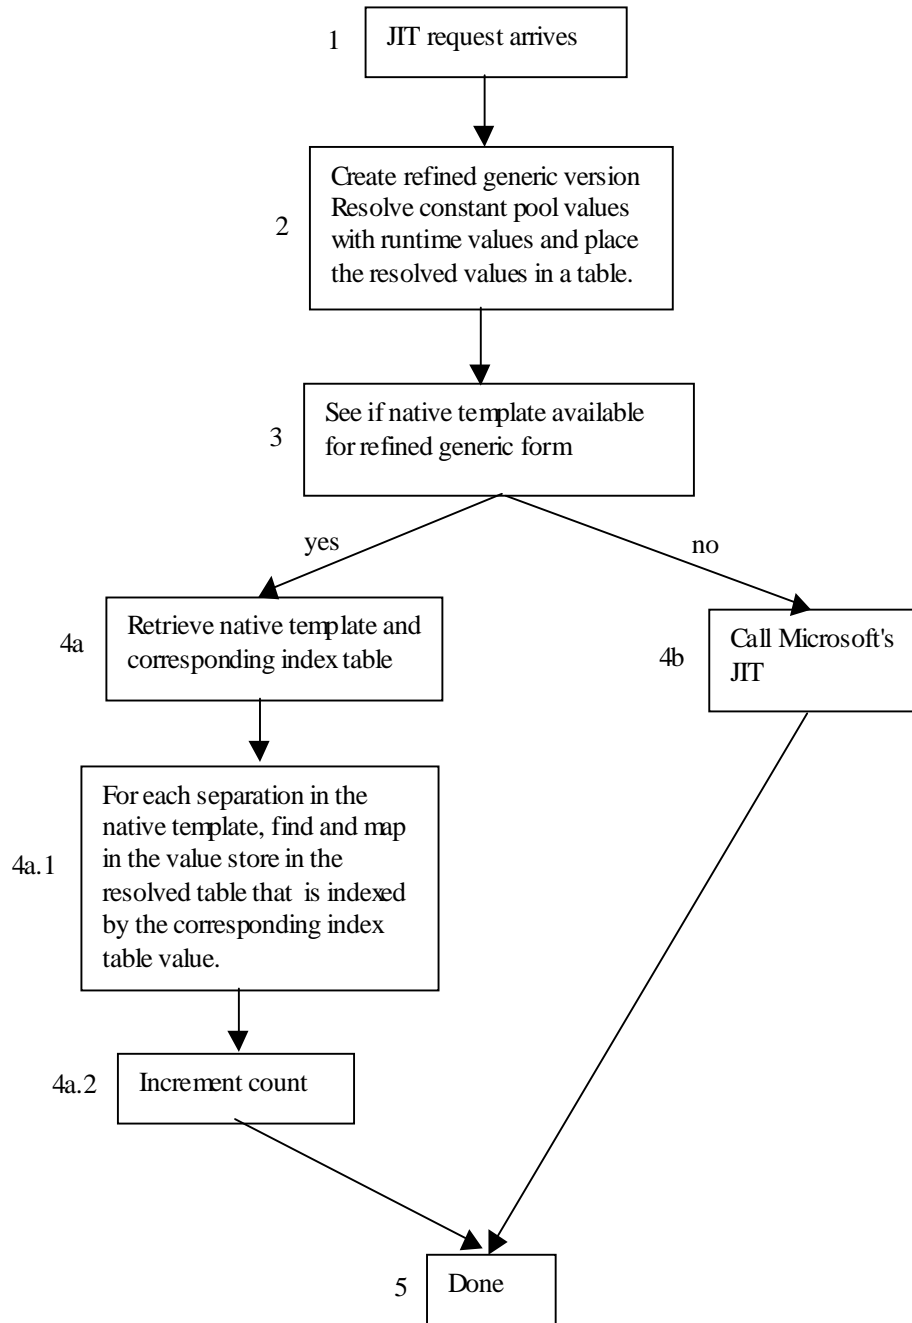 1
JIT request arrives
2
Create refined generic version
Resolve constant pool values
with runtime values and place
the resolved values in a table.
3
See if native template available
for refined generic form
yes
no
4a
Retrieve native template and
corresponding index table
4b
Call Microsoft's
JIT
4a.1
For each separation in the
native template, find and map
in the value store in the
resolved table that is indexed
by the corresponding index
table value.
4a.2
Increment count
5
Done